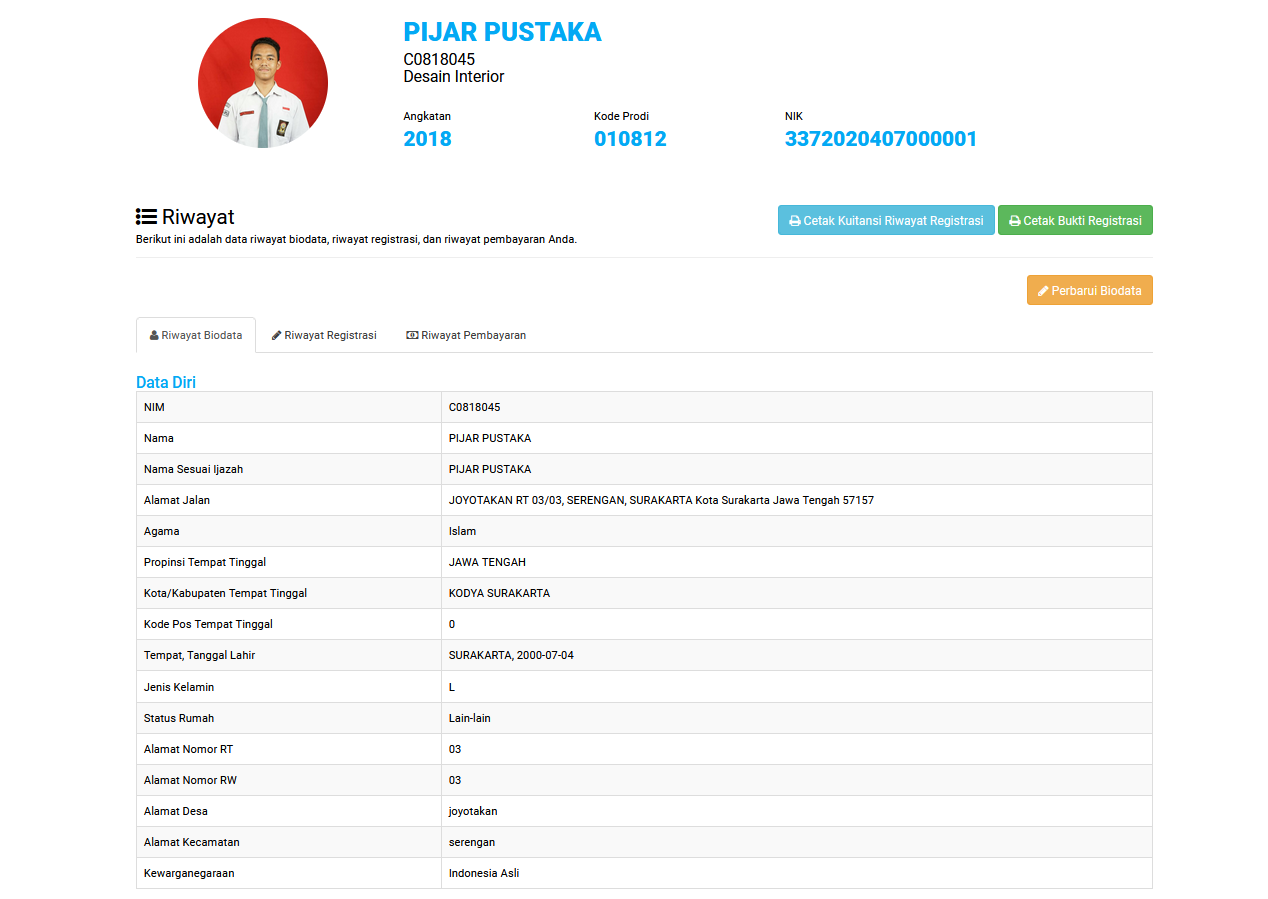 PIJAR PUSTAKA
C0818045
Desain Interior
Angkatan Kode Prodi NIK
2018 010812 3372020407000001
Riwayat
Cetak Kuitansi Riwayat Registrasi Cetak Bukti Registrasi
Berikut ini adalah data riwayat biodata, riwayat registrasi, dan riwayat pembayaran Anda.
Perbarui Biodata
Riwayat Biodata Riwayat Registrasi Riwayat Pembayaran
Data Diri
NIM C0818045
Nama PIJAR PUSTAKA
Nama Sesuai Ijazah PIJAR PUSTAKA
Alamat Jalan JOYOTAKAN RT 03/03, SERENGAN, SURAKARTA Kota Surakarta Jawa Tengah 57157
Agama Islam
Propinsi Tempat Tinggal JAWA TENGAH
Kota/Kabupaten Tempat Tinggal KODYA SURAKARTA
Kode Pos Tempat Tinggal 0
Tempat, Tanggal Lahir SURAKARTA, 2000-07-04
Jenis Kelamin L
Status Rumah Lain-lain
Alamat Nomor RT 03
Alamat Nomor RW 03
Alamat Desa joyotakan
Alamat Kecamatan serengan
Kewarganegaraan Indonesia Asli